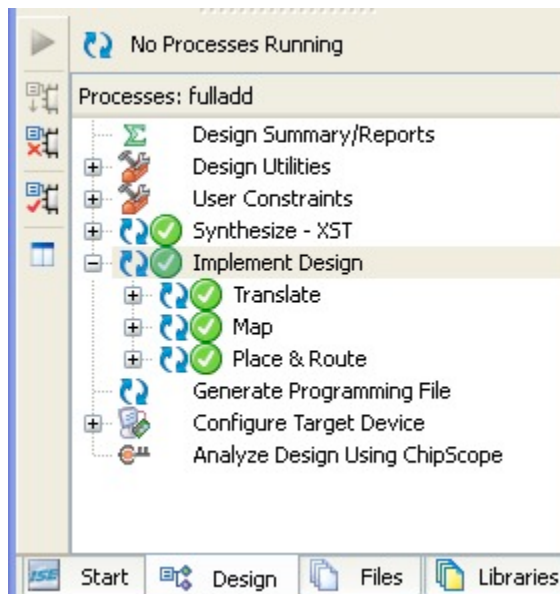 No Processes Running
Processes: fulladd
Design Summary/Reports
Design Utilities
User Constraints
Synthesize - XST
Implement Design
Translate
Map
Place & Route
Generate Programming File
Configure Target Device
Analyze Design Using ChipScope
ISE Start Design Files Libraries